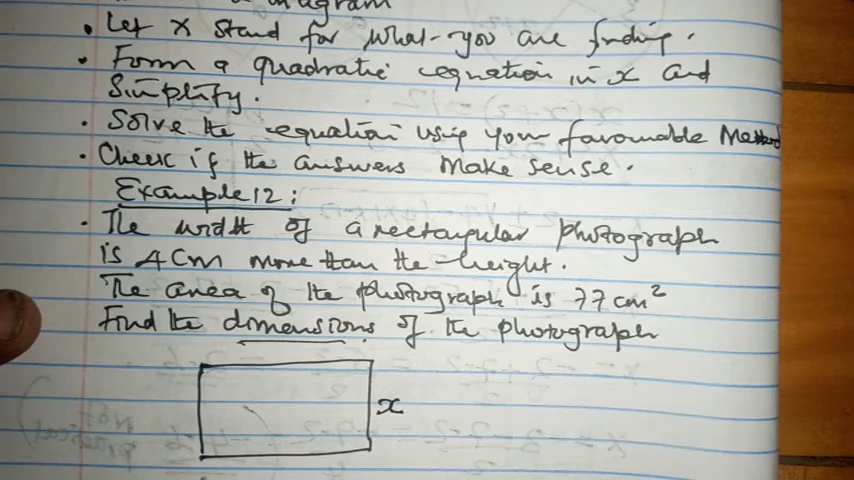 diagram
• Let x stand for what you are finding.
• Form a quadratic equation in x and
Simplify.
• Solve the equation using your favourable Method
• Check if the answers make sense.
Example 12:
• The width of a rectangular photograph
is 4cm more than the height.
The area of the photograph is 77cm²
Find the dimensions of the photograph
x